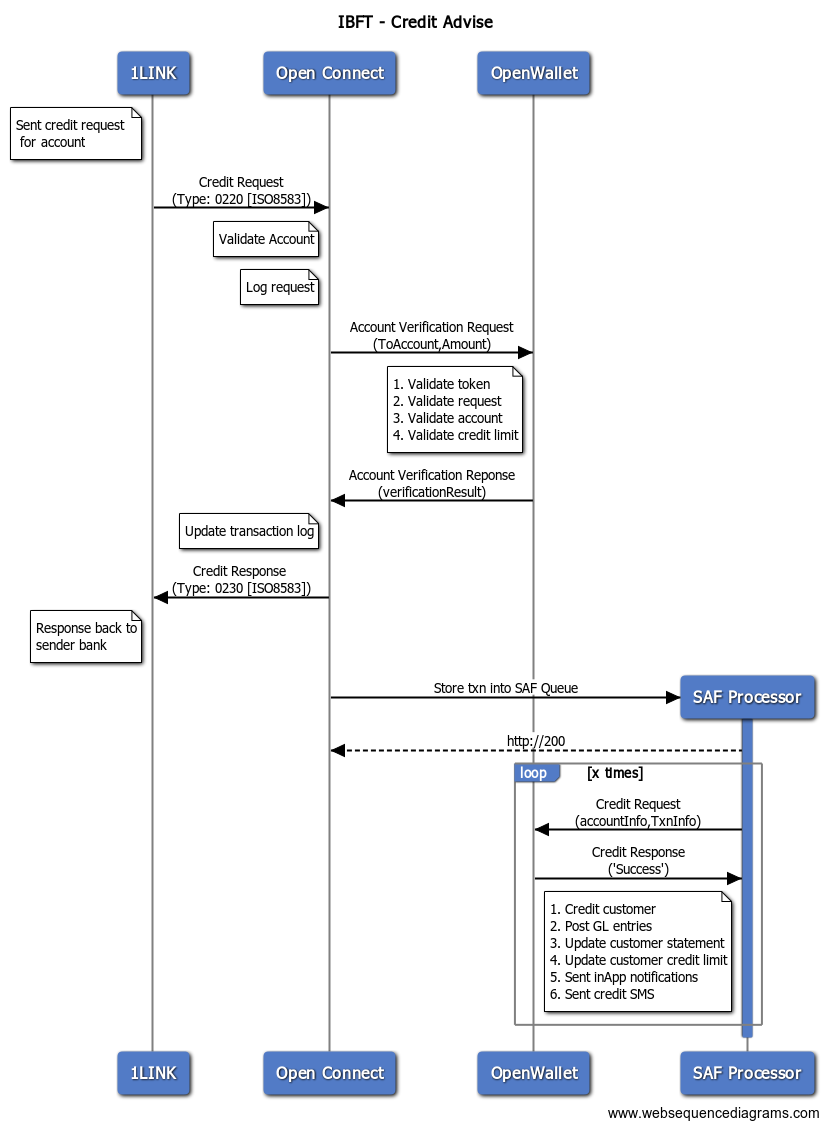 IBFT - Credit Advise
1LINK
Open Connect
OpenWallet
Sent credit request
for account
Credit Request
(Type: 0220 [ISO8583])
Validate Account
Log request
Account Verification Request
(ToAccount,Amount)
1. Validate token
2. Validate request
3. Validate account
4. Validate credit limit
Account Verification Reponse
(verificationResult)
Update transaction log
Credit Response
(Type: 0230 [ISO8583])
Response back to
sender bank
Store txn into SAF Queue
SAF Processor
http://200
loop
[x times]
Credit Request
(accountInfo,TxnInfo)
Credit Response
('Success')
1. Credit customer
2. Post GL entries
3. Update customer statement
4. Update customer credit limit
5. Sent inApp notifications
6. Sent credit SMS
1LINK
Open Connect
OpenWallet
SAF Processor
www.websequencediagrams.com